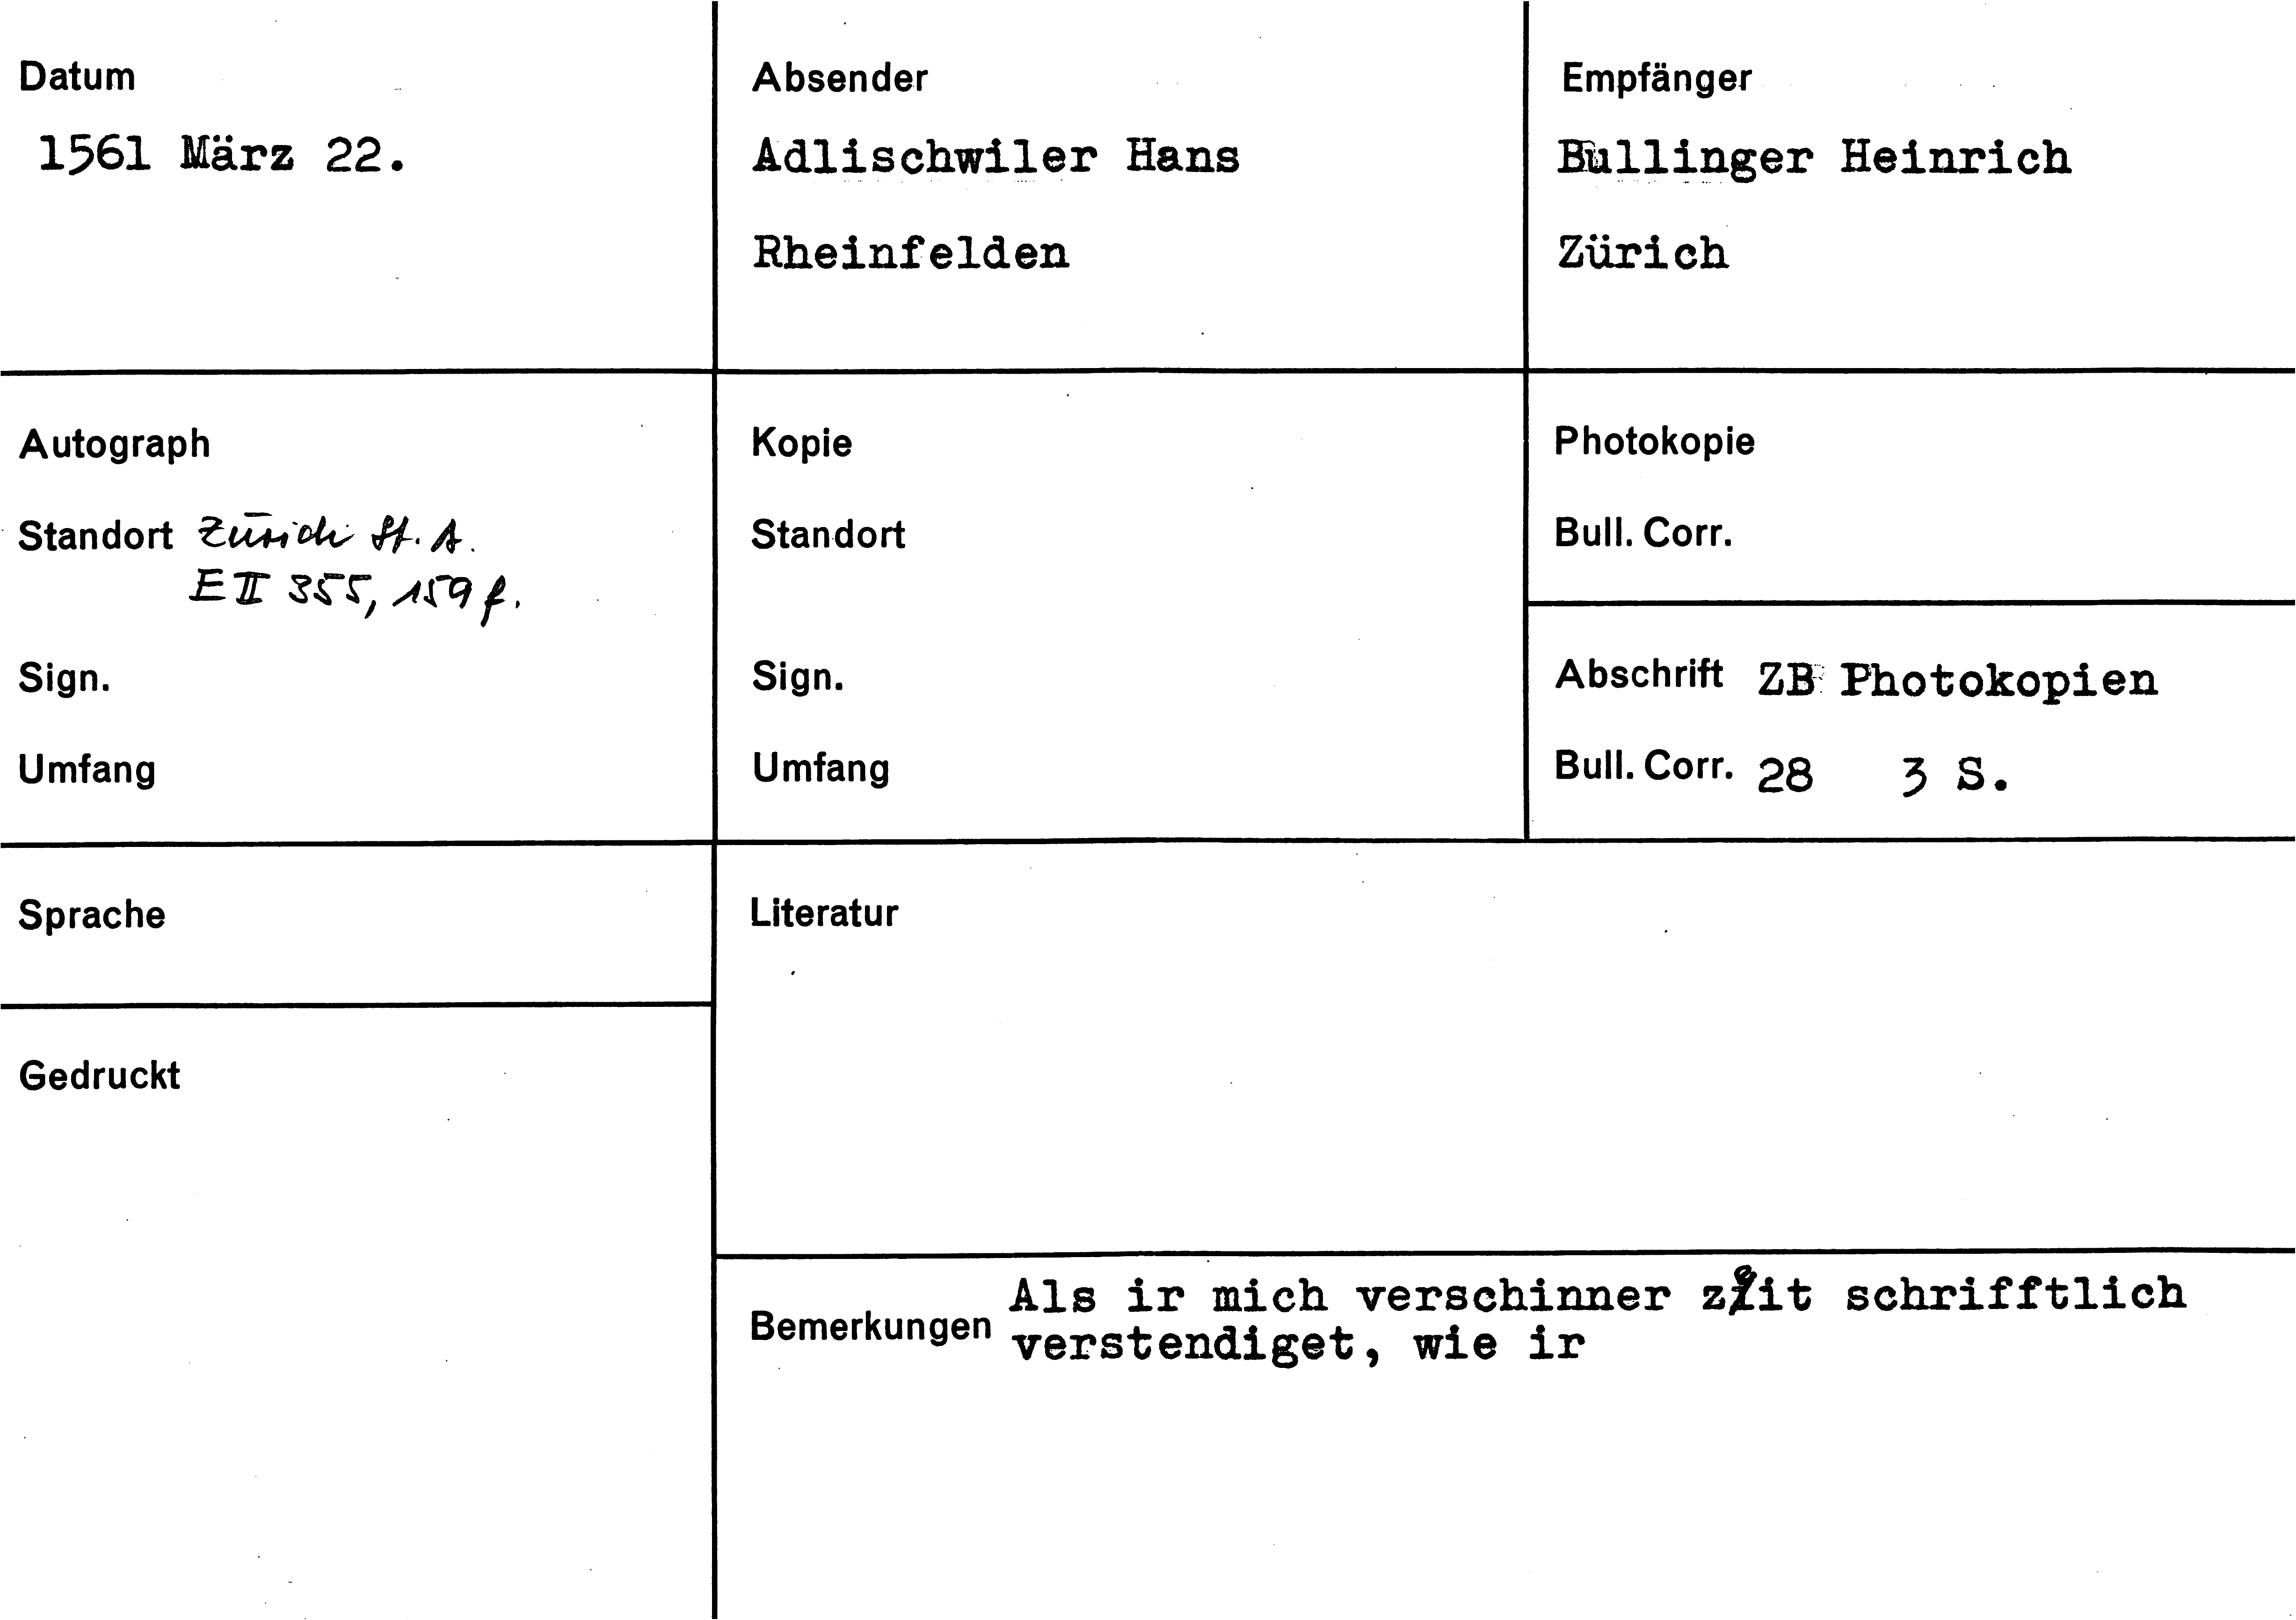 Datum
1561 März 22.
Absender
Adlischwiler Hans
Rheinfelden
Empfänger
Bullinger Heinrich
Zürich
Autograph
Standort Zürich St. A.
E II 355, 159 f.
Sign.
Umfang
Kopie
Standort
Sign.
Umfang
Photokopie
Bull. Corr.
Abschrift ZB Photokopien
Bull. Corr. 28 3 S.
Sprache
Literatur
Gedruckt
Bemerkungen
Als ir mich verschinner zeit schrifftlich
verstendiget, wie ir